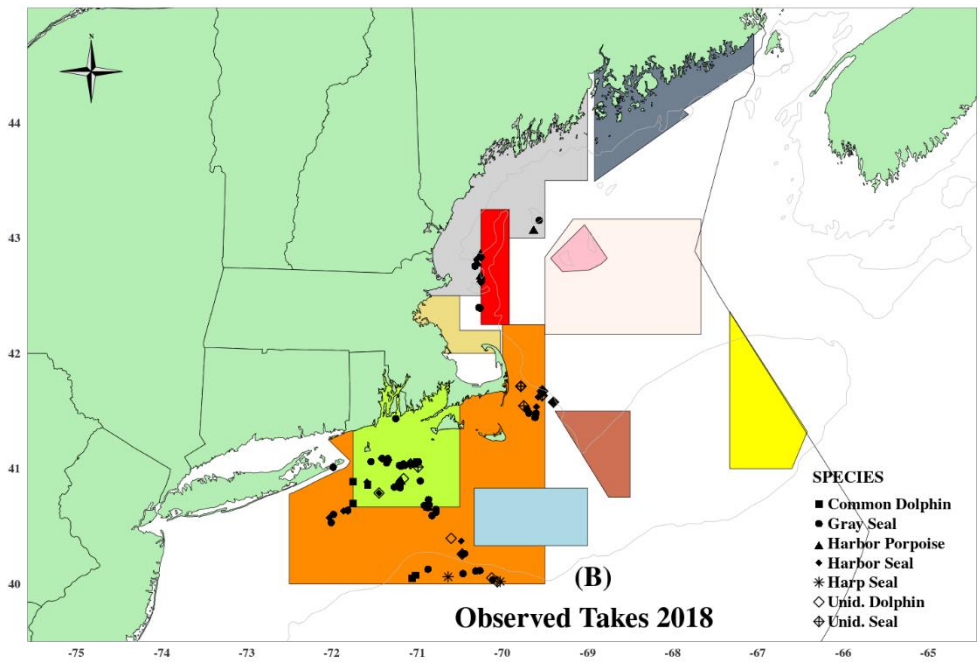 N
44
43
42
41
40
SPECIES
Common Dolphin
Gray Seal
Harbor Porpoise
Harbor Seal
Harp Seal
Unid. Dolphin
Unid. Seal
(B)
Observed Takes 2018
-75 -74 -73 -72 -71 -70 -69 -68 -67 -66 -65